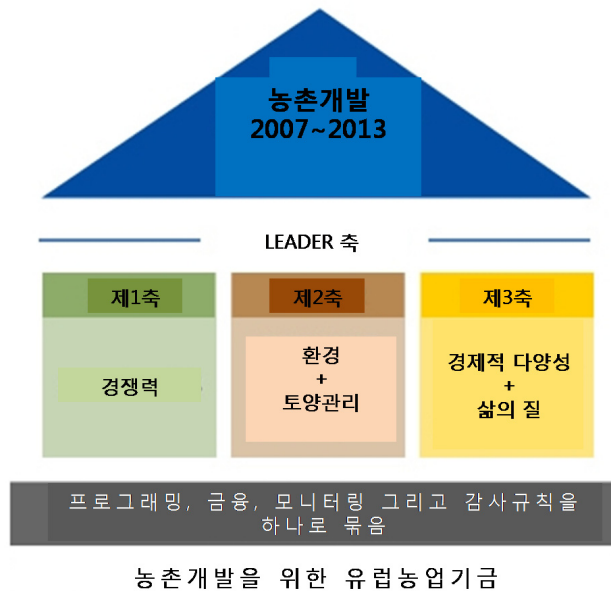 농촌개발
2007~2013
LEADER 축
제1축
제2축
제3축
경쟁력
환경
+
토양관리
경제적 다양성
+
삶의 질
프로그래밍, 금융, 모니터링 그리고 감사규칙을
하나로 묶음
농촌개발을 위한 유럽농업기금